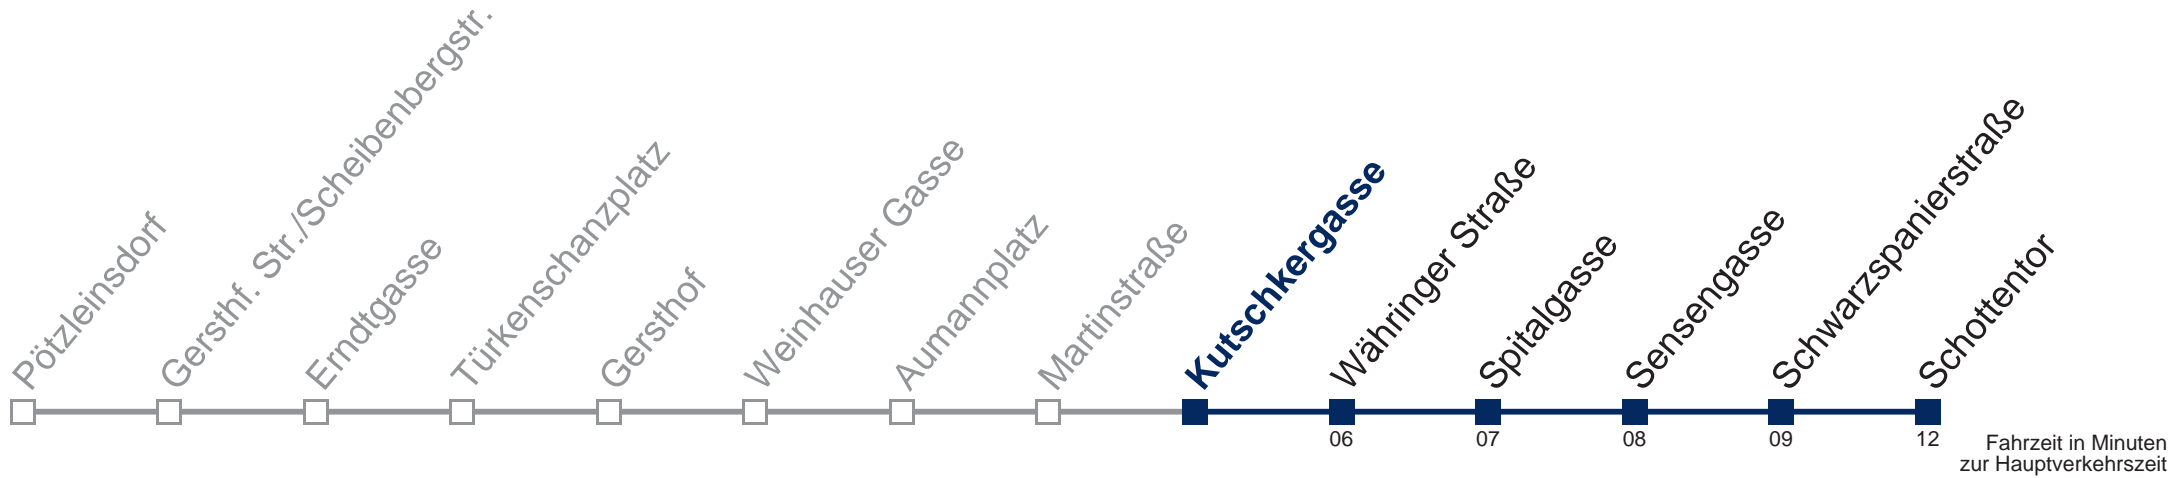 Pötzleinsdorf
Gersthf. Str./Scheibenbergstr.
Erndtgasse
Türkenschanzplatz
Gersthof
Weinhauser Gasse
Aumannplatz
Martinstraße
Kutschkergasse
Währinger Straße
Spitalgasse
Sensengasse
Schwarzspanierstraße
Schottentor
06
07
08
09
12
Fahrzeit in Minuten
zur Hauptverkehrszeit